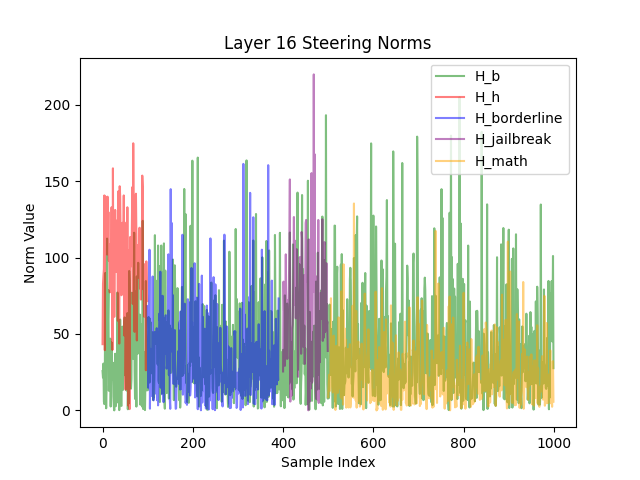 Layer 16 Steering Norms
H_b
H_h
H_borderline
H_jailbreak
H_math
200
150
100
50
0
Norm Value
0
200
400
600
800
1000
Sample Index